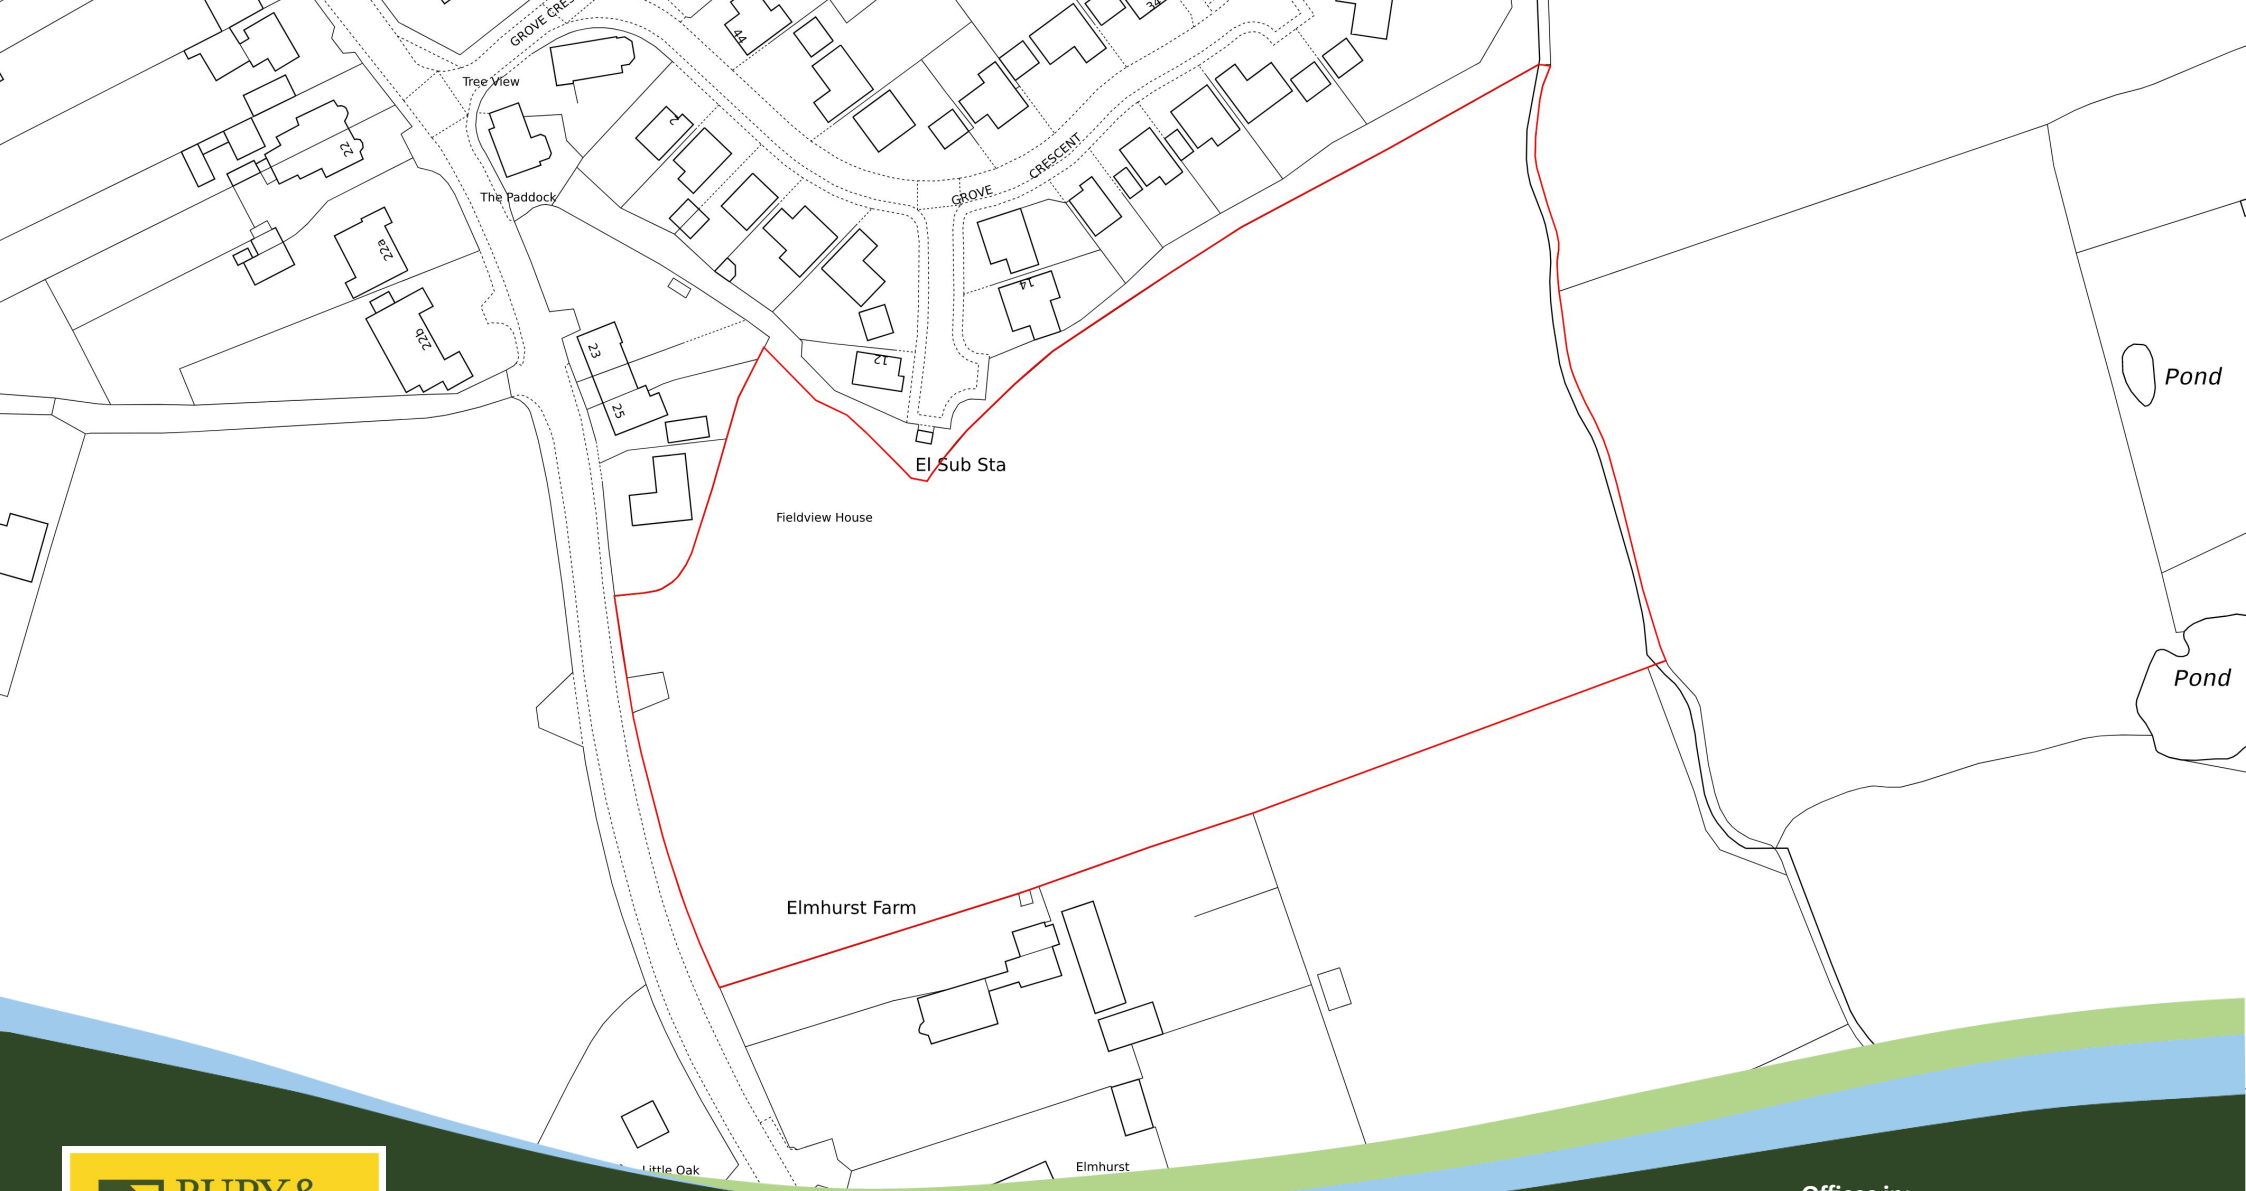 GROVE CRES
44
34
Tree View
22
2
The Paddock
GROVE
CRESCENT
22a
14
22b
23
12
25
Pond
El Sub Sta
Fieldview House
Pond
Elmhurst Farm
Little Oak
Elmhurst